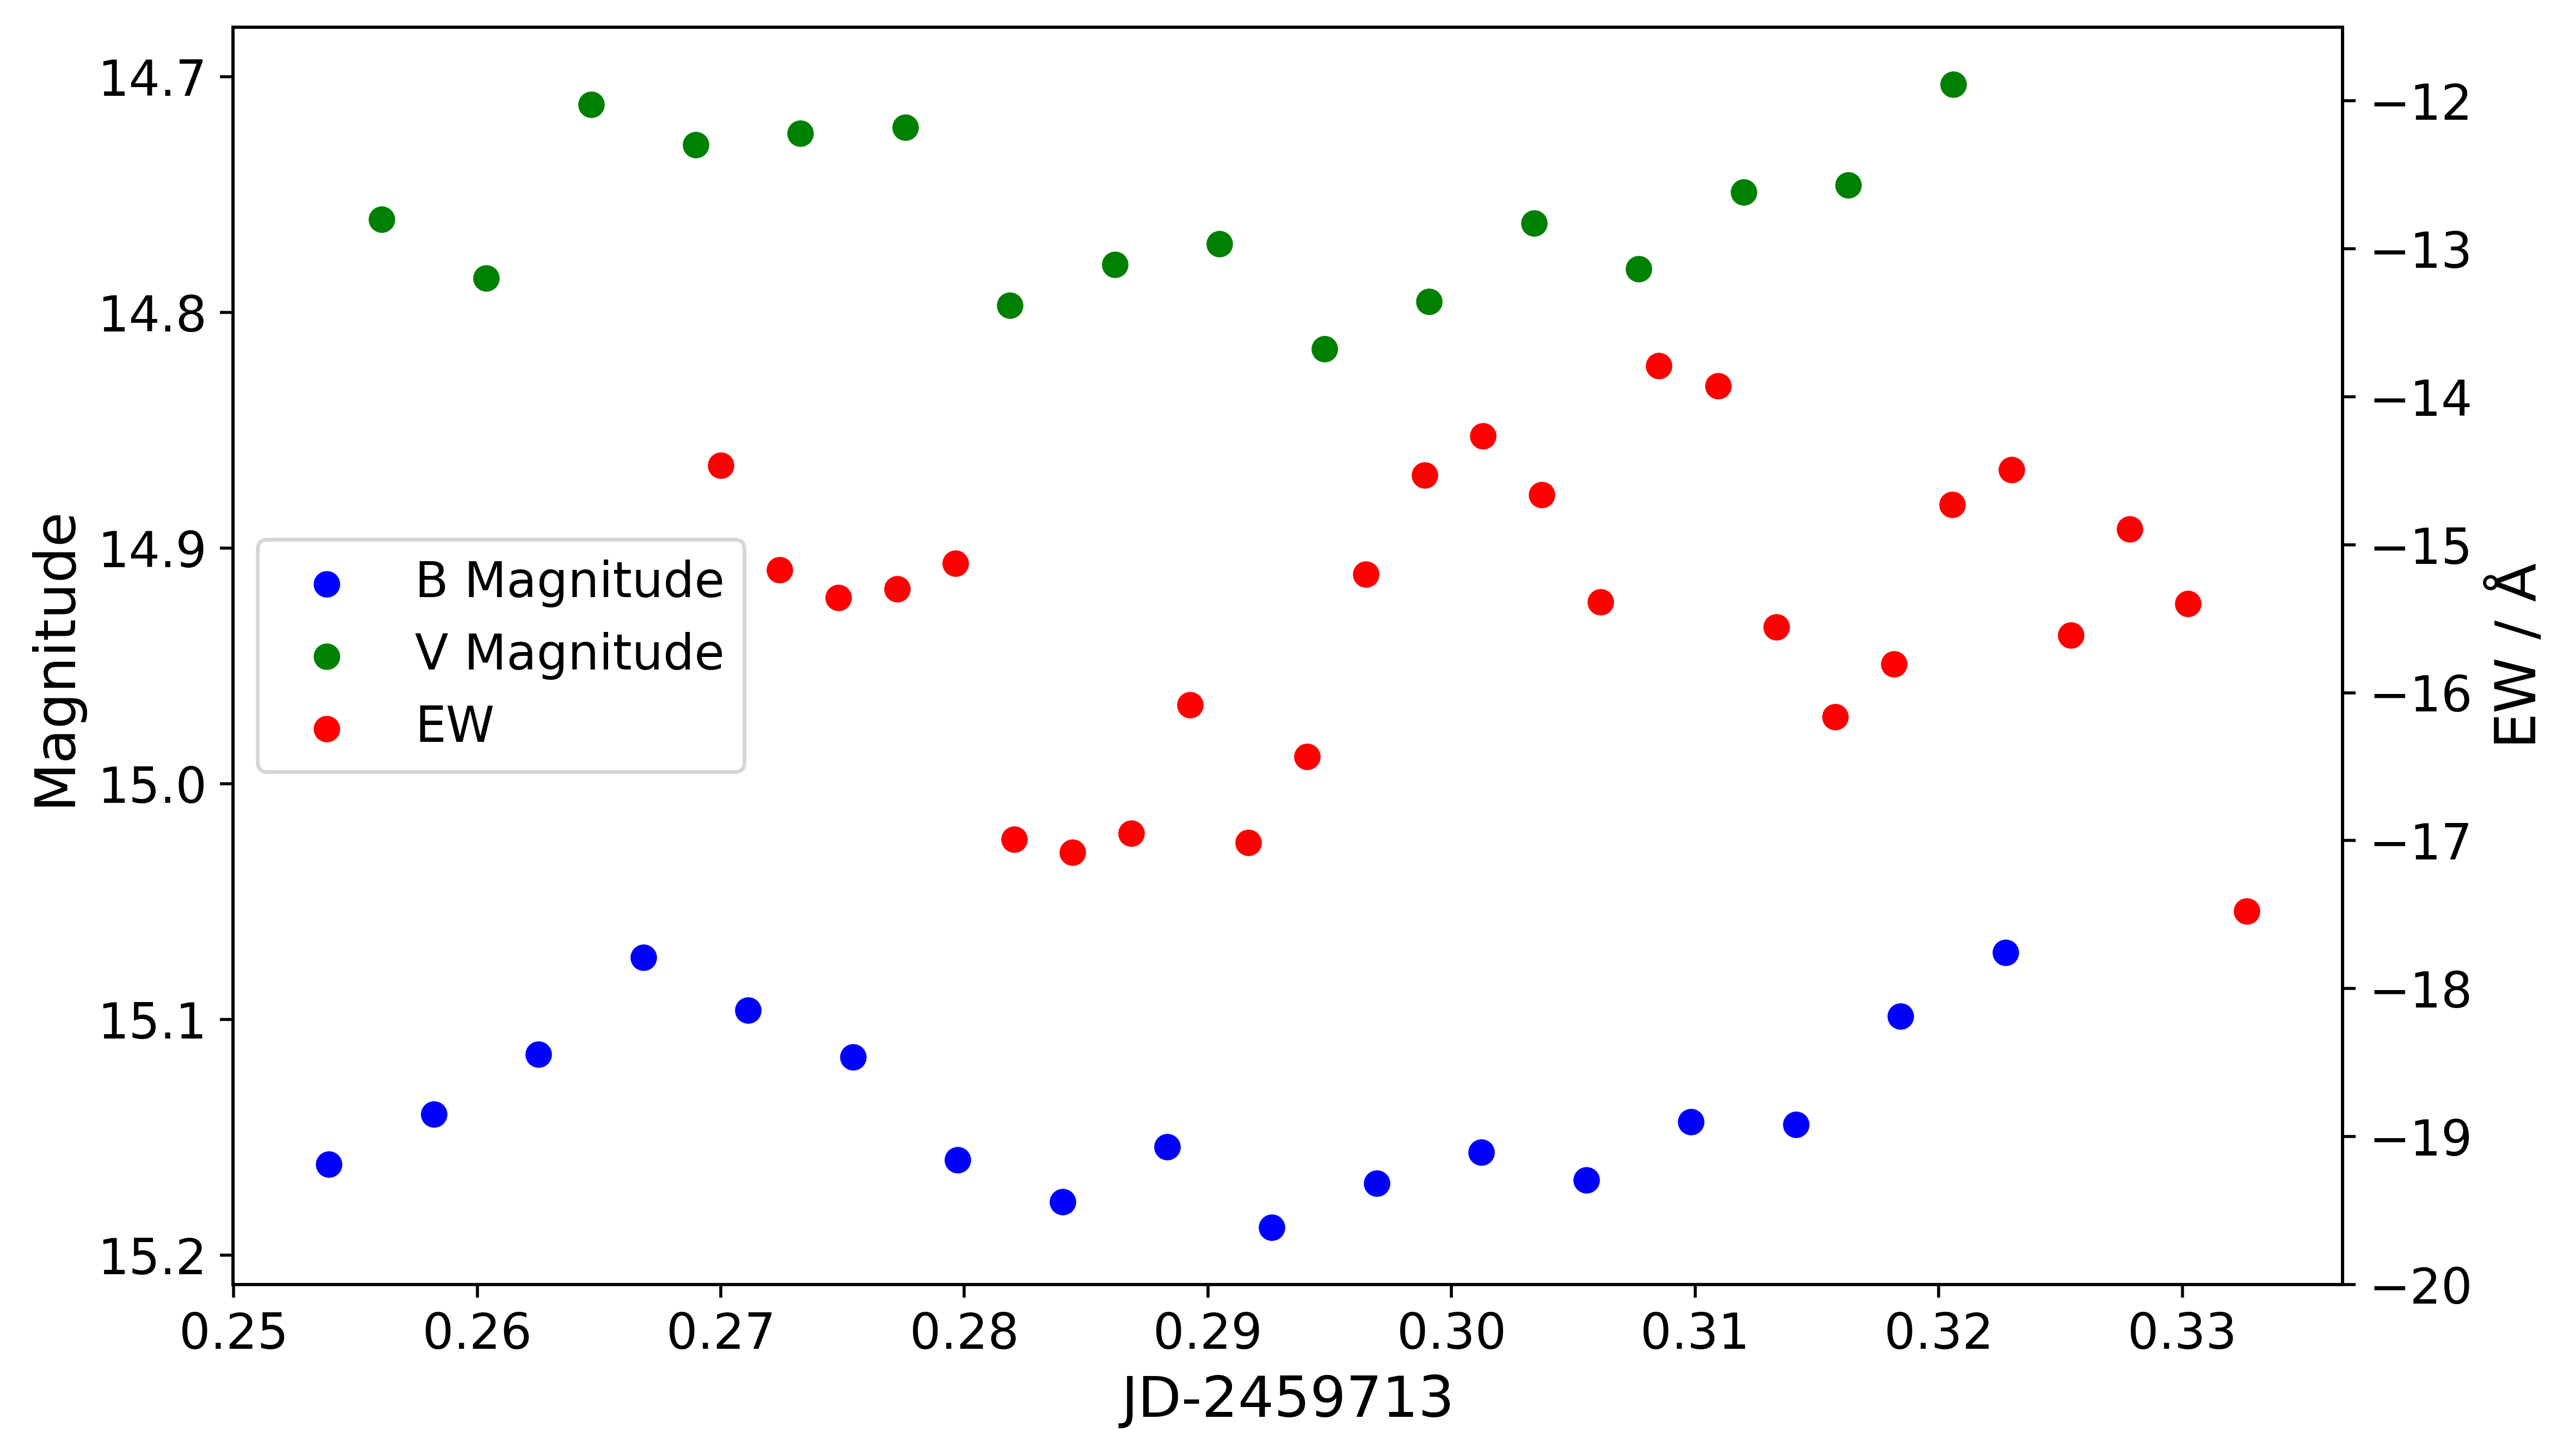 14.7
14.8
14.9
15.0
15.1
15.2
Magnitude
B Magnitude
V Magnitude
EW
−12
−13
−14
−15
−16
−17
−18
−19
−20
EW / Å
0.25 0.26 0.27 0.28 0.29 0.30 0.31 0.32 0.33
JD-2459713